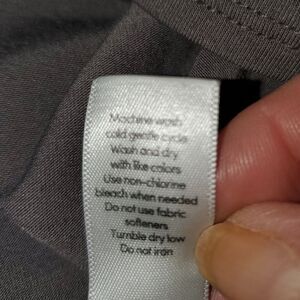 Machine wash
cold gentle cycle
Wash and dry
with like colors
Use non-chlorine
bleach when needed
Do not use fabric
softeners
Tumble dry low
Do not iron